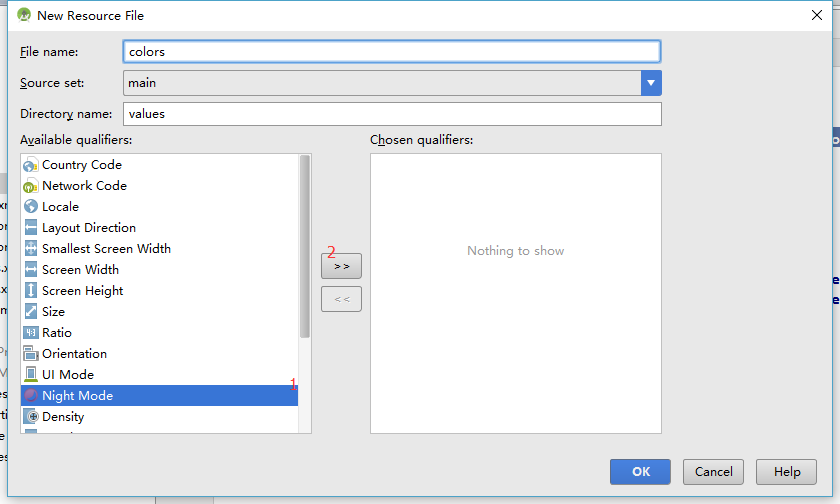 New Resource File
File name: colors
Source set: main
Directory name: values
Available qualifiers: Chosen qualifiers:
Country Code
Network Code
Locale
Layout Direction
Smallest Screen Width
2
Nothing to show
Screen Width
>>
Screen Height
<<
Size
Ratio
Orientation
UI Mode
1
Night Mode
Density
OK Cancel Help